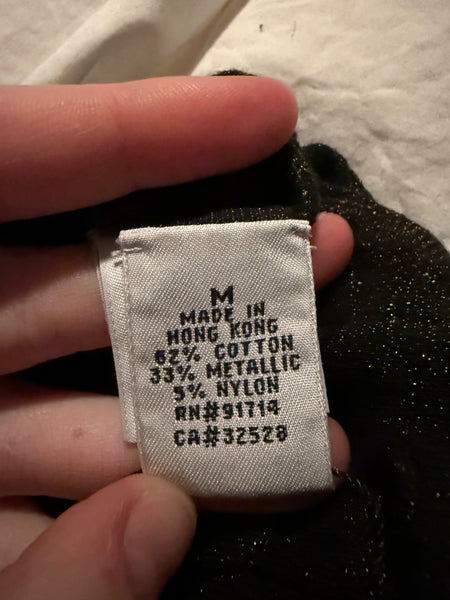 M
MADE IN
HONG KONG
62% COTTON
33% METALLIC
5% NYLON
RN#91714
CA#32528